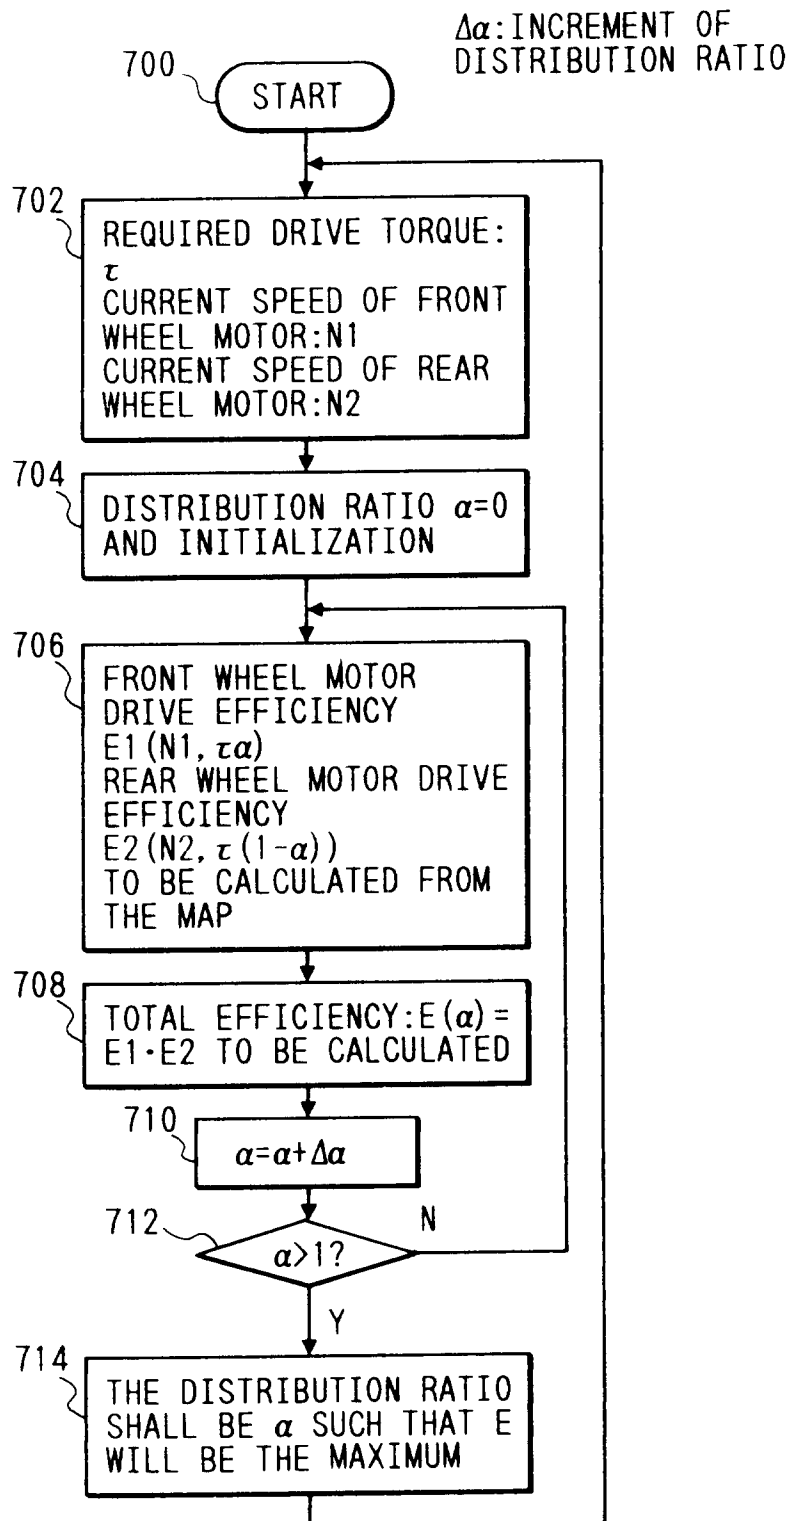 Δα:INCREMENT OF
DISTRIBUTION RATIO
700
START
702
REQUIRED DRIVE TORQUE:
τ
CURRENT SPEED OF FRONT
WHEEL MOTOR:N1
CURRENT SPEED OF REAR
WHEEL MOTOR:N2
704
DISTRIBUTION RATIO α=0
AND INITIALIZATION
706
FRONT WHEEL MOTOR
DRIVE EFFICIENCY
E1(N1,τα)
REAR WHEEL MOTOR DRIVE
EFFICIENCY
E2(N2,τ(1-α))
TO BE CALCULATED FROM
THE MAP
708
TOTAL EFFICIENCY:E(α)=
E1·E2 TO BE CALCULATED
710
α=α+Δα
712
N
α>1?
Y
714
THE DISTRIBUTION RATIO
SHALL BE α SUCH THAT E
WILL BE THE MAXIMUM